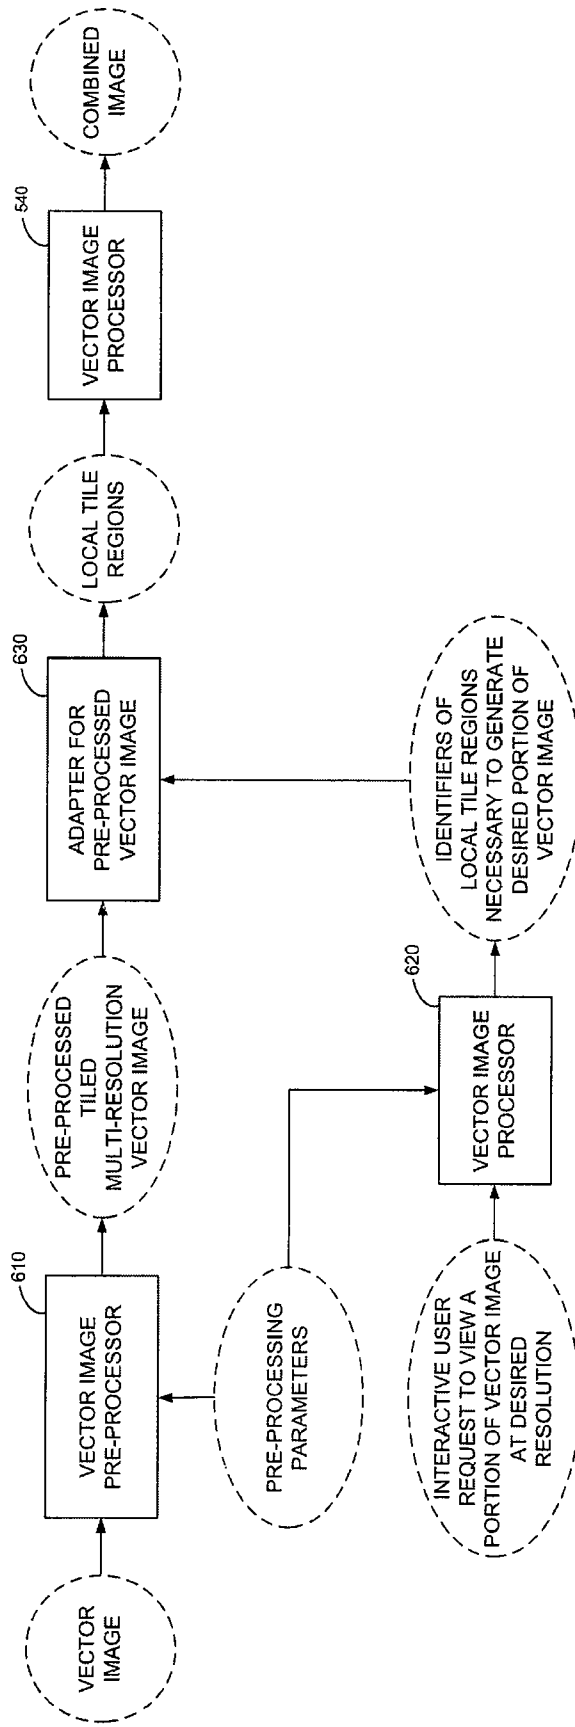 VECTOR
IMAGE
610
VECTOR IMAGE
PRE-PROCESSOR
PRE-PROCESSED
TILED
MULTI-RESOLUTION
VECTOR IMAGE
630
ADAPTER FOR
PRE-PROCESSED
VECTOR IMAGE
LOCAL TILE
REGIONS
540
VECTOR IMAGE
PROCESSOR
COMBINED
IMAGE
PRE-PROCESSING
PARAMETERS
INTERACTIVE USER
REQUEST TO VIEW A
PORTION OF VECTOR IMAGE
AT DESIRED
RESOLUTION
620
VECTOR IMAGE
PROCESSOR
IDENTIFIERS OF
LOCAL TILE REGIONS
NECESSARY TO GENERATE
DESIRED PORTION OF
VECTOR IMAGE